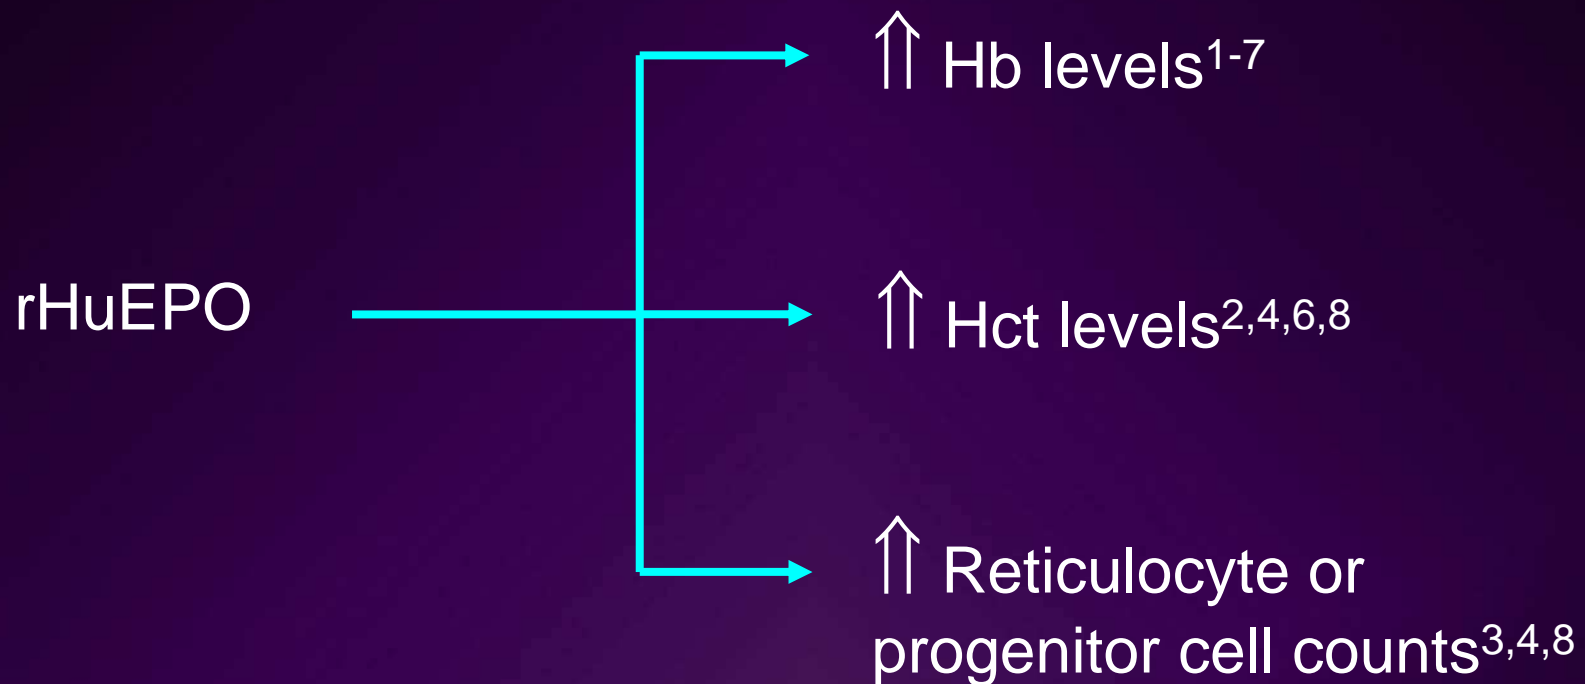 ⇑ Hb levels1-7
rHuEPO
⇑ Hct levels2,4,6,8
⇑ Reticulocyte or
progenitor cell counts3,4,8